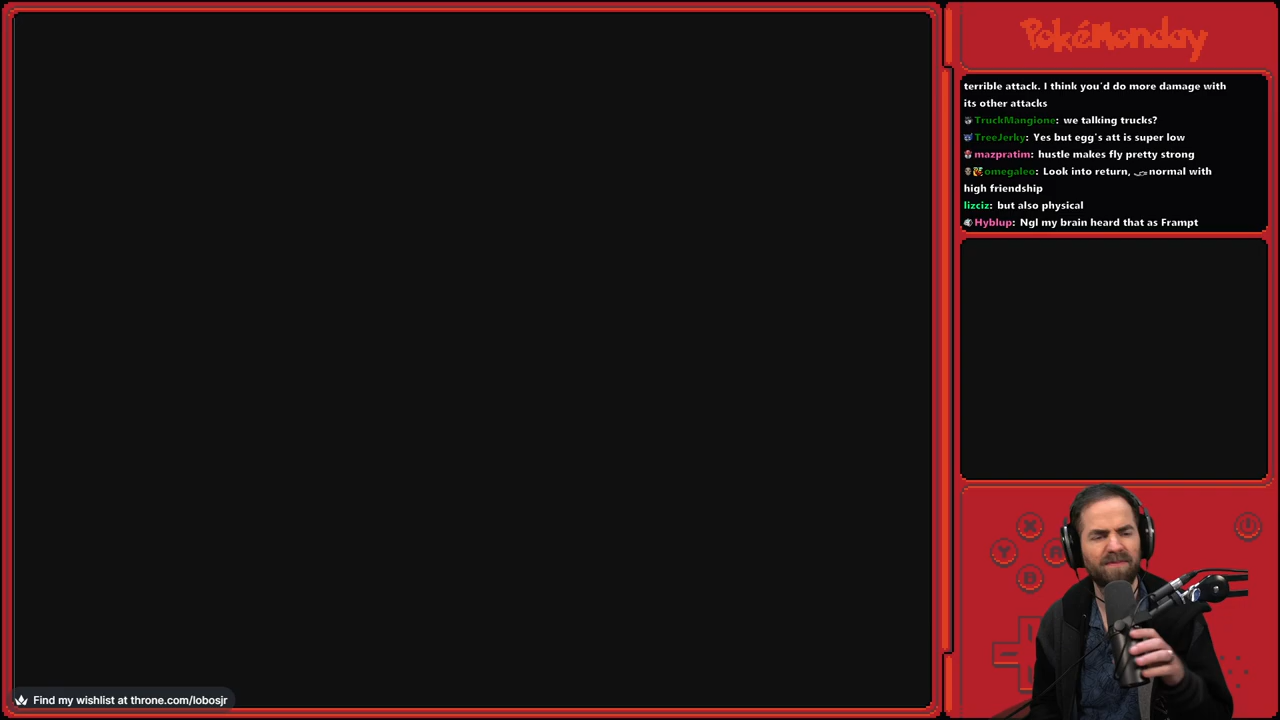 PokéMonday
terrible attack. I think you'd do more damage with
its other attacks
TruckMangione: we talking trucks?
TreeJerky: Yes but egg's att is super low
mazpratim: hustle makes fly pretty strong
omegaleo: Look into return, normal with
high friendship
lizciz: but also physical
Hyblup: Ngl my brain heard that as Frampt
X
Y A
B
Find my wishlist at throne.com/lobosjr